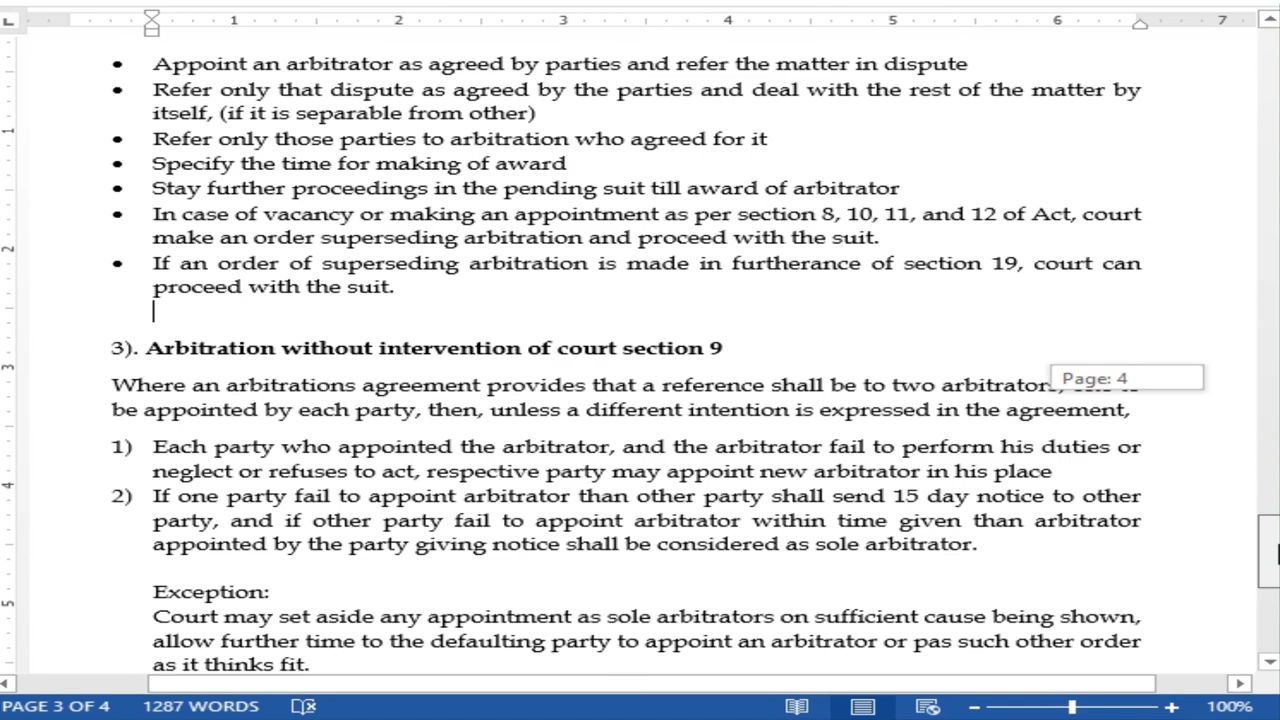 1 2 3 4 5 6 7
• Appoint an arbitrator as agreed by parties and refer the matter in dispute
• Refer only that dispute as agreed by the parties and deal with the rest of the matter by
itself, (if it is separable from other)
• Refer only those parties to arbitration who agreed for it
• Specify the time for making of award
• Stay further proceedings in the pending suit till award of arbitrator
• In case of vacancy or making an appointment as per section 8, 10, 11, and 12 of Act, court
make an order superseding arbitration and proceed with the suit.
• If an order of superseding arbitration is made in furtherance of section 19, court can
proceed with the suit.
3). Arbitration without intervention of court section 9
Where an arbitrations agreement provides that a reference shall be to two arbitrators,
Page: 4
be appointed by each party, then, unless a different intention is expressed in the agreement,
1) Each party who appointed the arbitrator, and the arbitrator fail to perform his duties or
neglect or refuses to act, respective party may appoint new arbitrator in his place
2) If one party fail to appoint arbitrator than other party shall send 15 day notice to other
party, and if other party fail to appoint arbitrator within time given than arbitrator
appointed by the party giving notice shall be considered as sole arbitrator.
Exception:
Court may set aside any appointment as sole arbitrators on sufficient cause being shown,
allow further time to the defaulting party to appoint an arbitrator or pas such other order
as it thinks fit.
PAGE 3 OF 4 1287 WORDS 100%